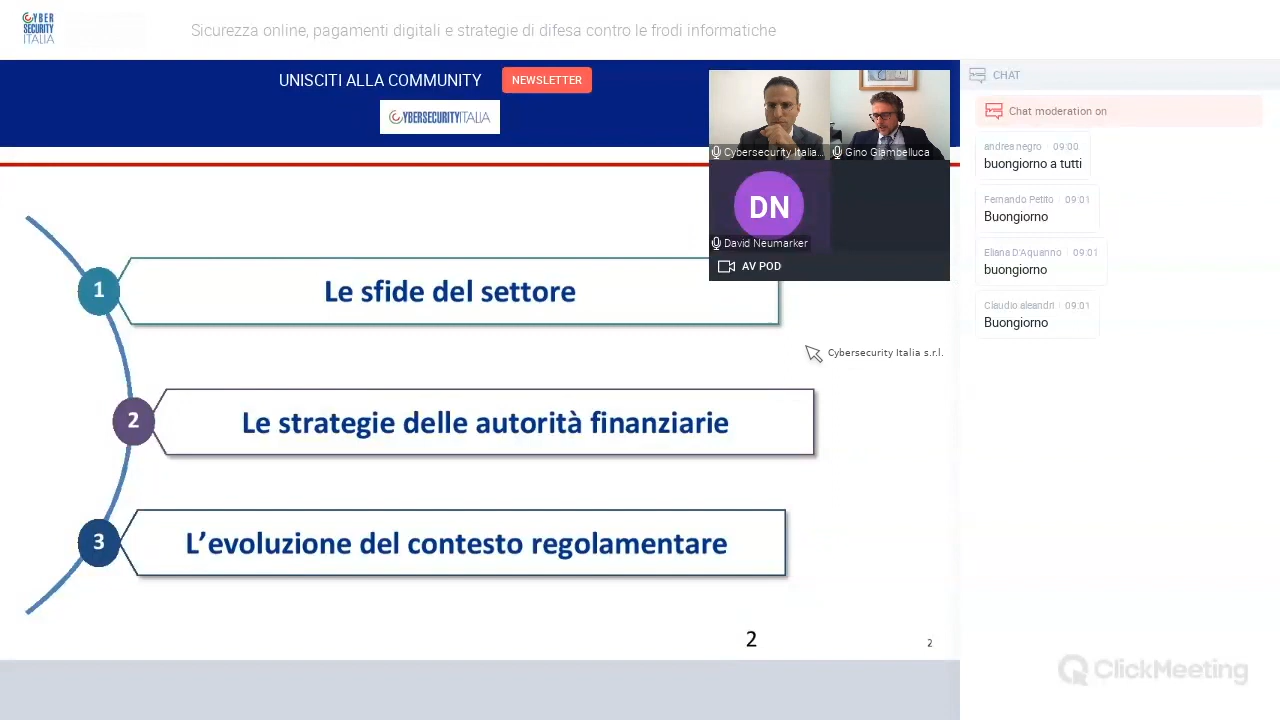 CYBER
SECURITY
ITALIA
Sicurezza online, pagamenti digitali e strategie di difesa contro le frodi informatiche
UNISCITI ALLA COMMUNITY
NEWSLETTER
CYBERSECURITYITALIA
Cybersecurity Italia...
Gino Giambelluca
DN
David Neumarker
AV POD
1
Le sfide del settore
Cybersecurity Italia s.r.l.
2
Le strategie delle autorità finanziarie
3
L’evoluzione del contesto regolamentare
2
2
CHAT
Chat moderation on
andrea negro 09:00
buongiorno a tutti
Fernando Petito 09:01
Buongiorno
Eliana D'Aquanno 09:01
buongiorno
Claudio aleandri 09:01
Buongiorno
ClickMeeting